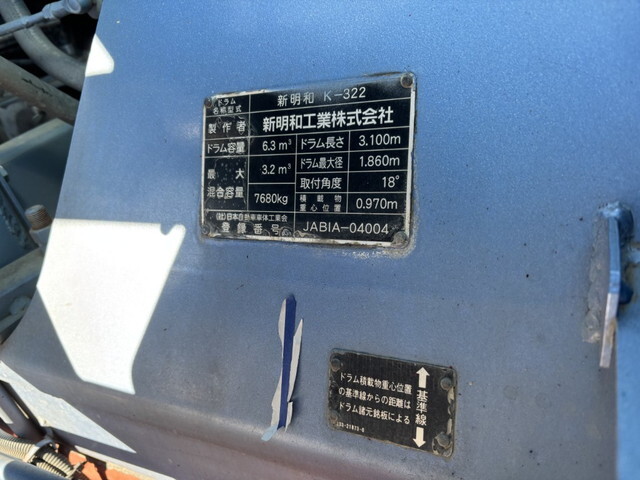 ドラム名称型式 新明和 K-322
製作者 新明和工業株式会社
ドラム容量 6.3m³ ドラム長さ 3.100m
最大混合容量 3.2m³ ドラム最大径 1.860m
取付角度 18°
7680kg 積載物重心位置 0.970m
(社)日本自動車車体工業会
登録番号 JABIA-04004
ドラム積載物重心位置
の基準線からの距離は
ドラム諸元銘板による
基準線